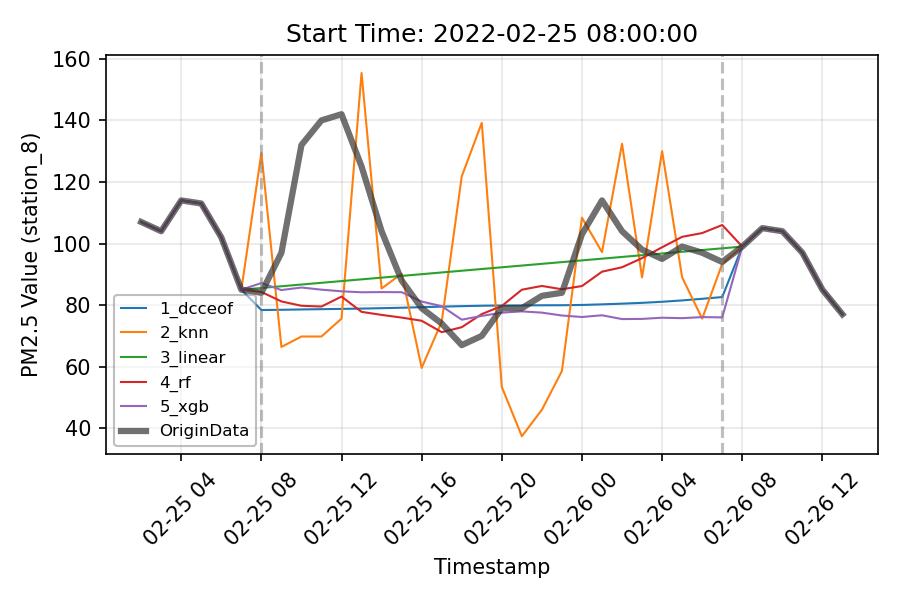 Start Time: 2022-02-25 08:00:00
PM2.5 Value (station_8)
160
140
120
100
80
60
40
1_dcceof
2_knn
3_linear
4_rf
5_xgb
OriginData
02-25 04
02-25 08
02-25 12
02-25 16
02-25 20
02-26 00
02-26 04
02-26 08
02-26 12
Timestamp